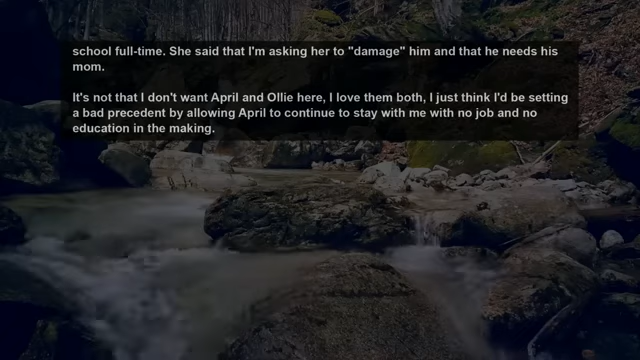 school full-time. She said that I'm asking her to "damage" him and that he needs his
mom.
It's not that I don't want April and Ollie here, I love them both, I just think I'd be setting
a bad precedent by allowing April to continue to stay with me with no job and no
education in the making.